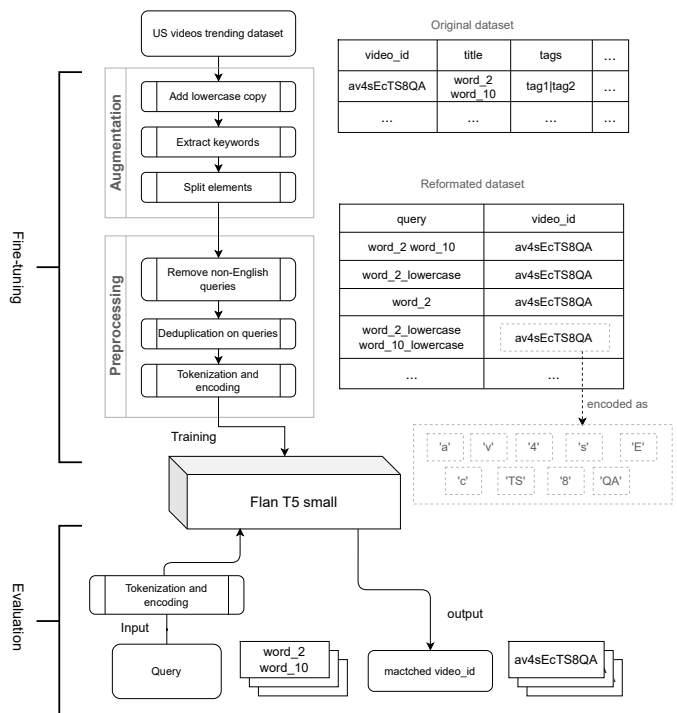 US videos trending dataset
Original dataset
video_id title tags ...
av4sEcTS8QA word_2 tag1|tag2 ...
word_10
... ... ... ...
Fine-tuning
Augmentation
Add lowercase copy
Extract keywords
Split elements
Reformated dataset
query video_id
word_2 word_10 av4sEcTS8QA
word_2_lowercase av4sEcTS8QA
word_2 av4sEcTS8QA
word_2_lowercase
word_10_lowercase av4sEcTS8QA
... ...
Preprocessing
Remove non-English
queries
Deduplication on queries
Tokenization and
encoding
encoded as
'a' 'v' '4' 's' 'E'
'c' 'TS' '8' 'QA'
Training
Flan T5 small
Evaluation
Tokenization and
encoding
Input
output
Query
word_2
word_10
mactched video_id
av4sEcTS8QA